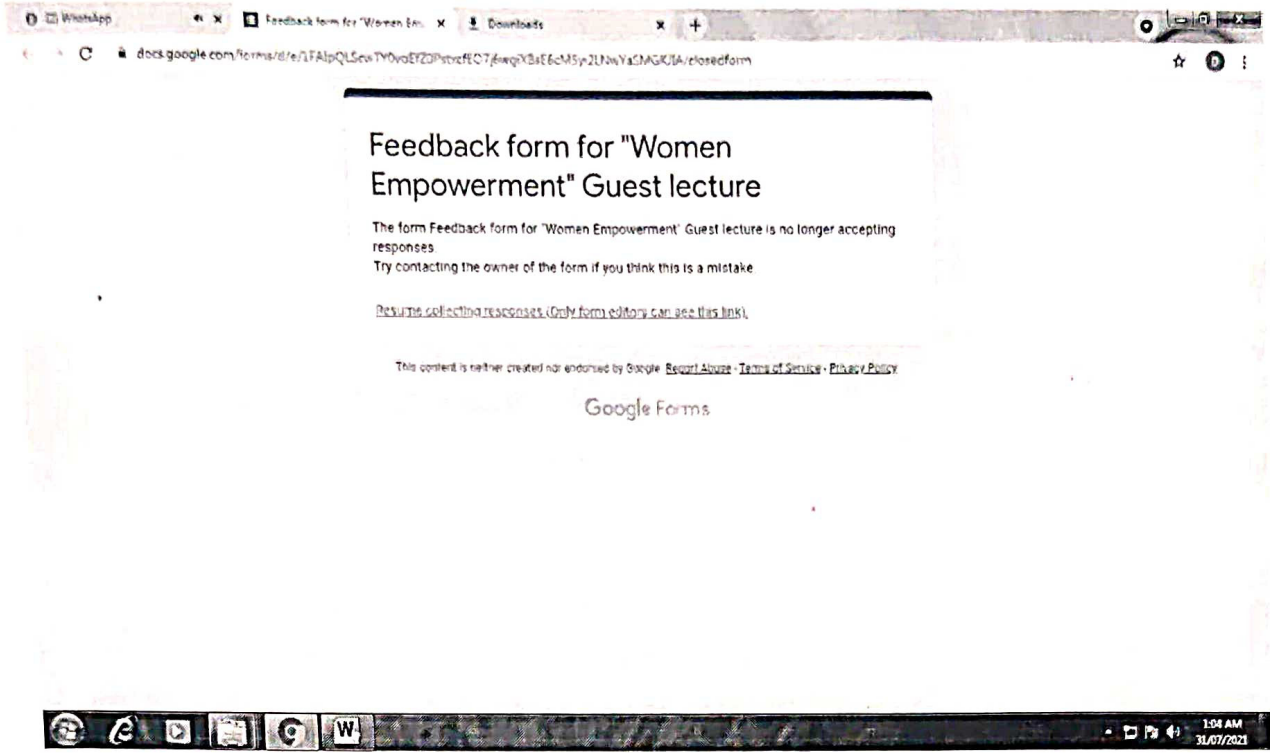 WhatsApp
Feedback form for "Women Em
Downloads
Feedback form for "Women
Empowerment" Guest lecture
The form Feedback form for "Women Empowerment" Guest lecture is no longer accepting
responses.
Try contacting the owner of the form if you think this is a mistake.
Resume collecting responses (Only form editors can see this link).
This content is neither created nor endorsed by Google. Report Abuse - Terms of Service - Privacy Policy
Google Forms
W
1:04 AM
31/07/2021